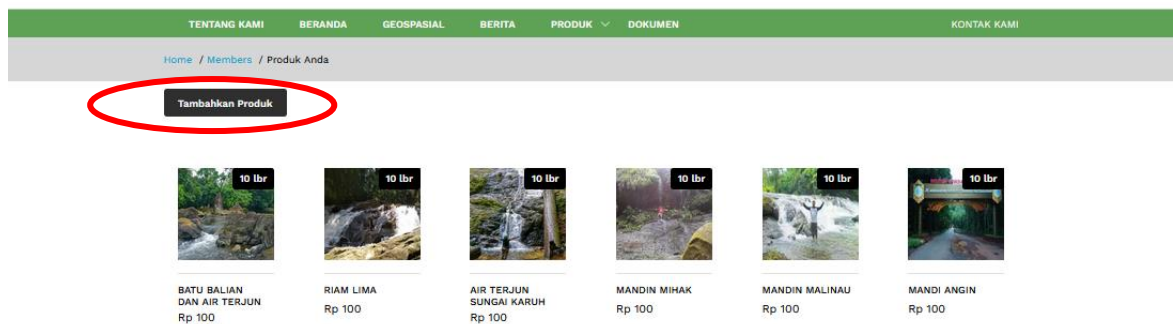 TENTANG KAMI BERANDA GEOSPASIAL BERITA PRODUK DOKUMEN KONTAK KAMI
Home / Members / Produk Anda
Tambahkan Produk
10 lbr 10 lbr 10 lbr 10 lbr 10 lbr 10 lbr
BATU BALIAN
DAN AIR TERJUN
Rp 100
RIAM LIMA
Rp 100
AIR TERJUN
SUNGAI KARUH
Rp 100
MANDIN MIHAK
Rp 100
MANDIN MALINAU
Rp 100
MANDI ANGIN
Rp 100